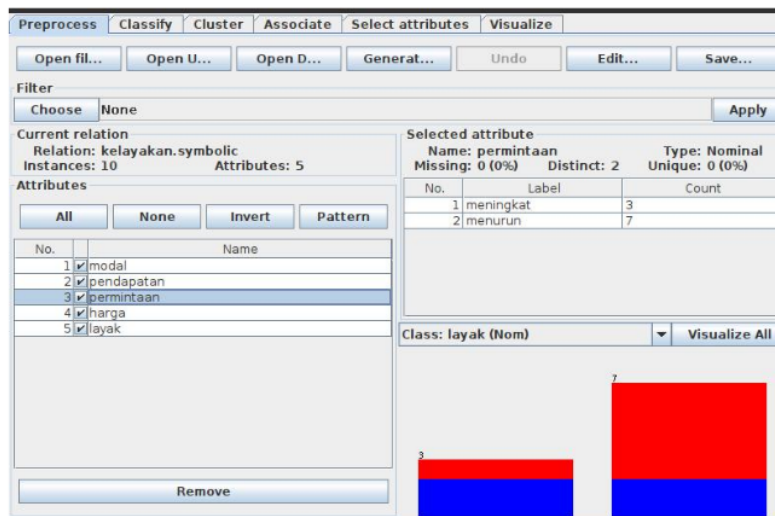 Preprocess Classify Cluster Associate Select attributes Visualize
Open fil... Open U... Open D... Generat... Undo Edit... Save...
Filter
Choose None Apply
Current relation
Relation: kelayakan.symbolic
Instances: 10 Attributes: 5
Attributes
All None Invert Pattern
No. Name
1 modal
2 pendapatan
3 permintaan
4 harga
5 layak
Remove
Selected attribute
Name: permintaan Type: Nominal
Missing: 0 (0%) Distinct: 2 Unique: 0 (0%)
No. Label Count
1 meningkat 3
2 menurun 7
Class: layak (Nom) Visualize All
3
7